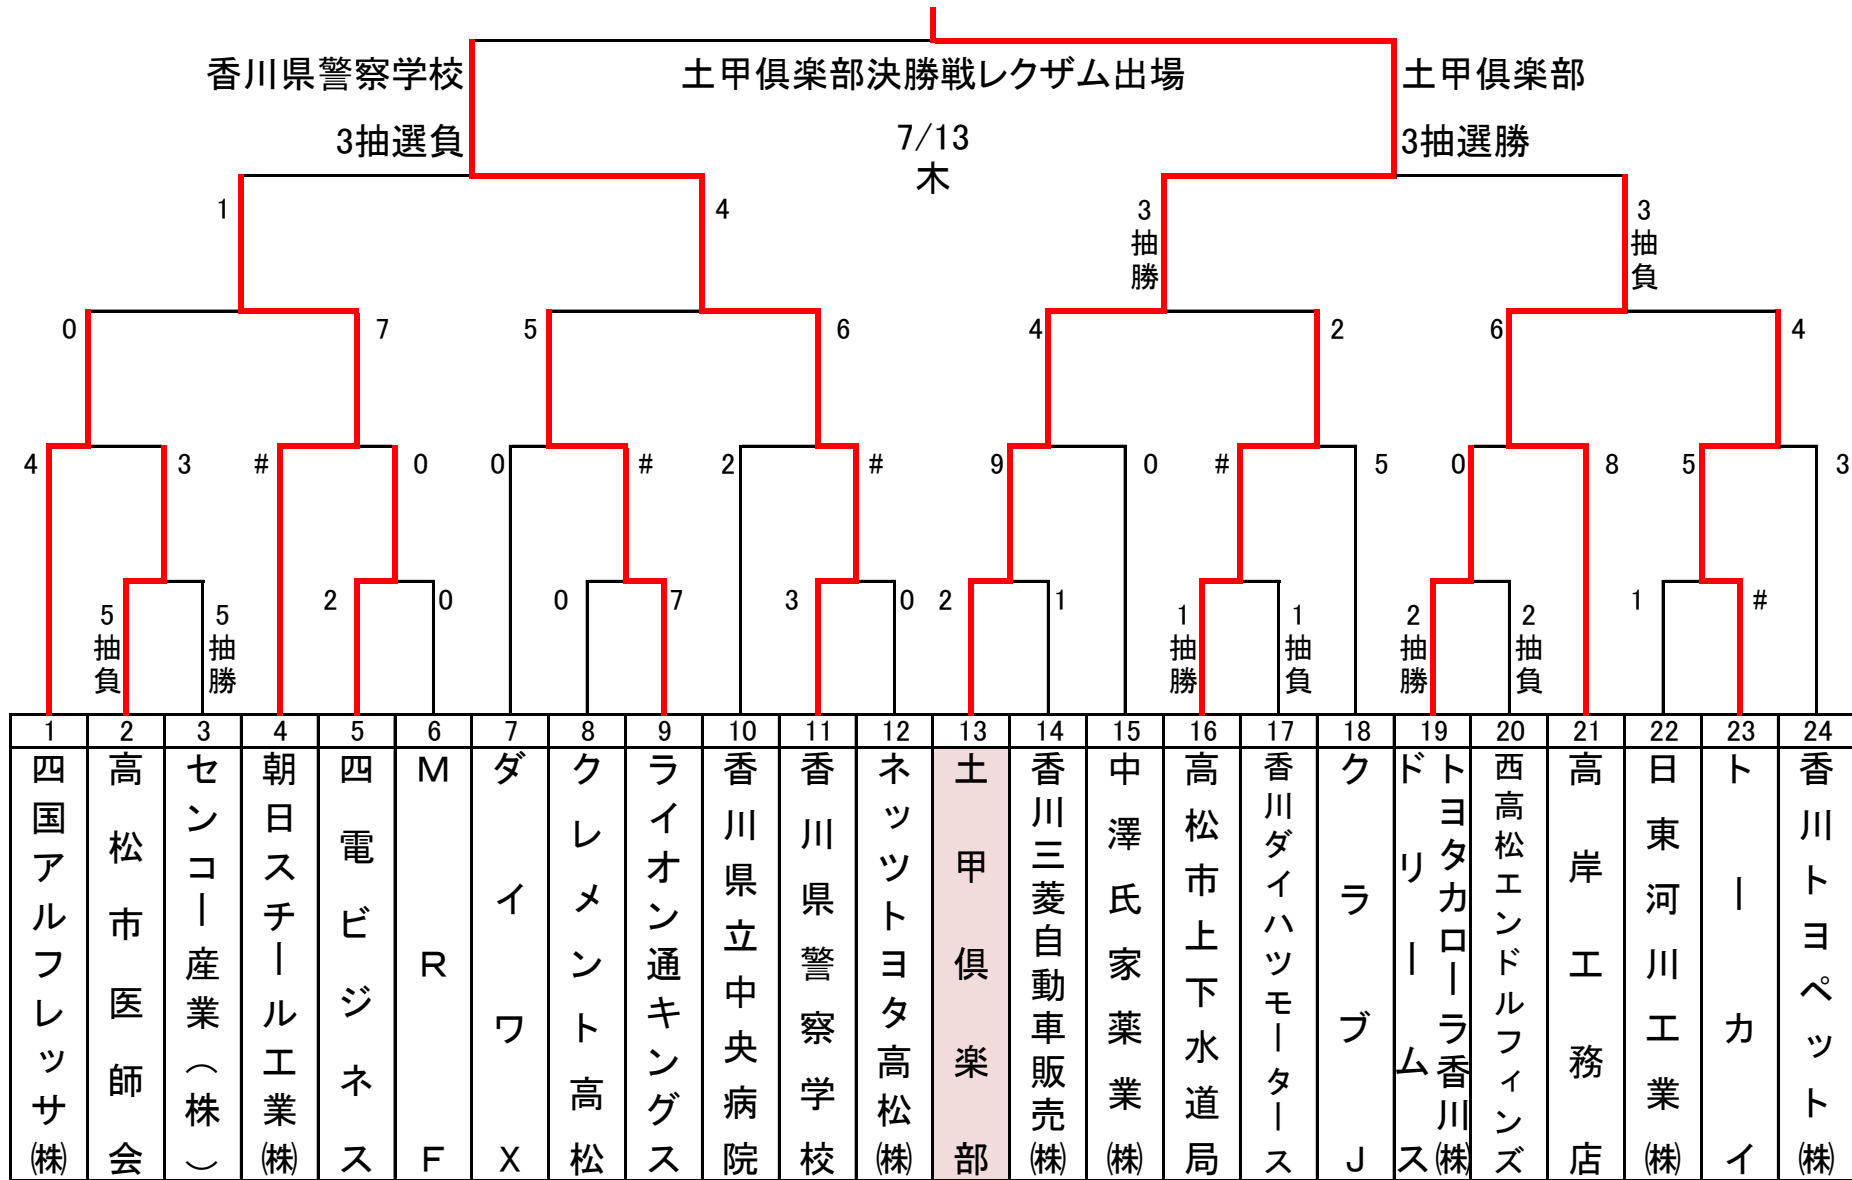 香川県警察学校
土甲倶楽部決勝戦レクザム出場
土甲倶楽部
3抽選負
7/13
木
3抽選勝
1
4
3抽勝
3抽負
0
7
5
6
4
2
6
4
4
3
#
0
0
#
2
#
9
0
#
5
0
8
5
3
5抽負
5抽勝
2
0
0
7
3
0
2
1
1抽勝
1抽負
2抽勝
2抽負
1
#
1 四国アルフレッサ㈱
2 高松市医師会
3 センコー産業（株）
4 朝日スチール工業㈱
5 四電ビジネス
6 ＭＲＦ
7 ダイワＸ
8 クレメント高松
9 ライオン通キングス
10 香川県立中央病院
11 香川県警察学校
12 ネッツトヨタ高松㈱
13 土甲倶楽部
14 香川三菱自動車販売㈱
15 中澤氏家薬業㈱
16 高松市上下水道局
17 香川ダイハツモータース
18 クラブＪ
19 トヨタカローラ香川㈱
ドリームス
20 西高松エンドルフィンズ
21 高岸工務店
22 日東河川工業㈱
23 トーカイ
24 香川トヨペット㈱